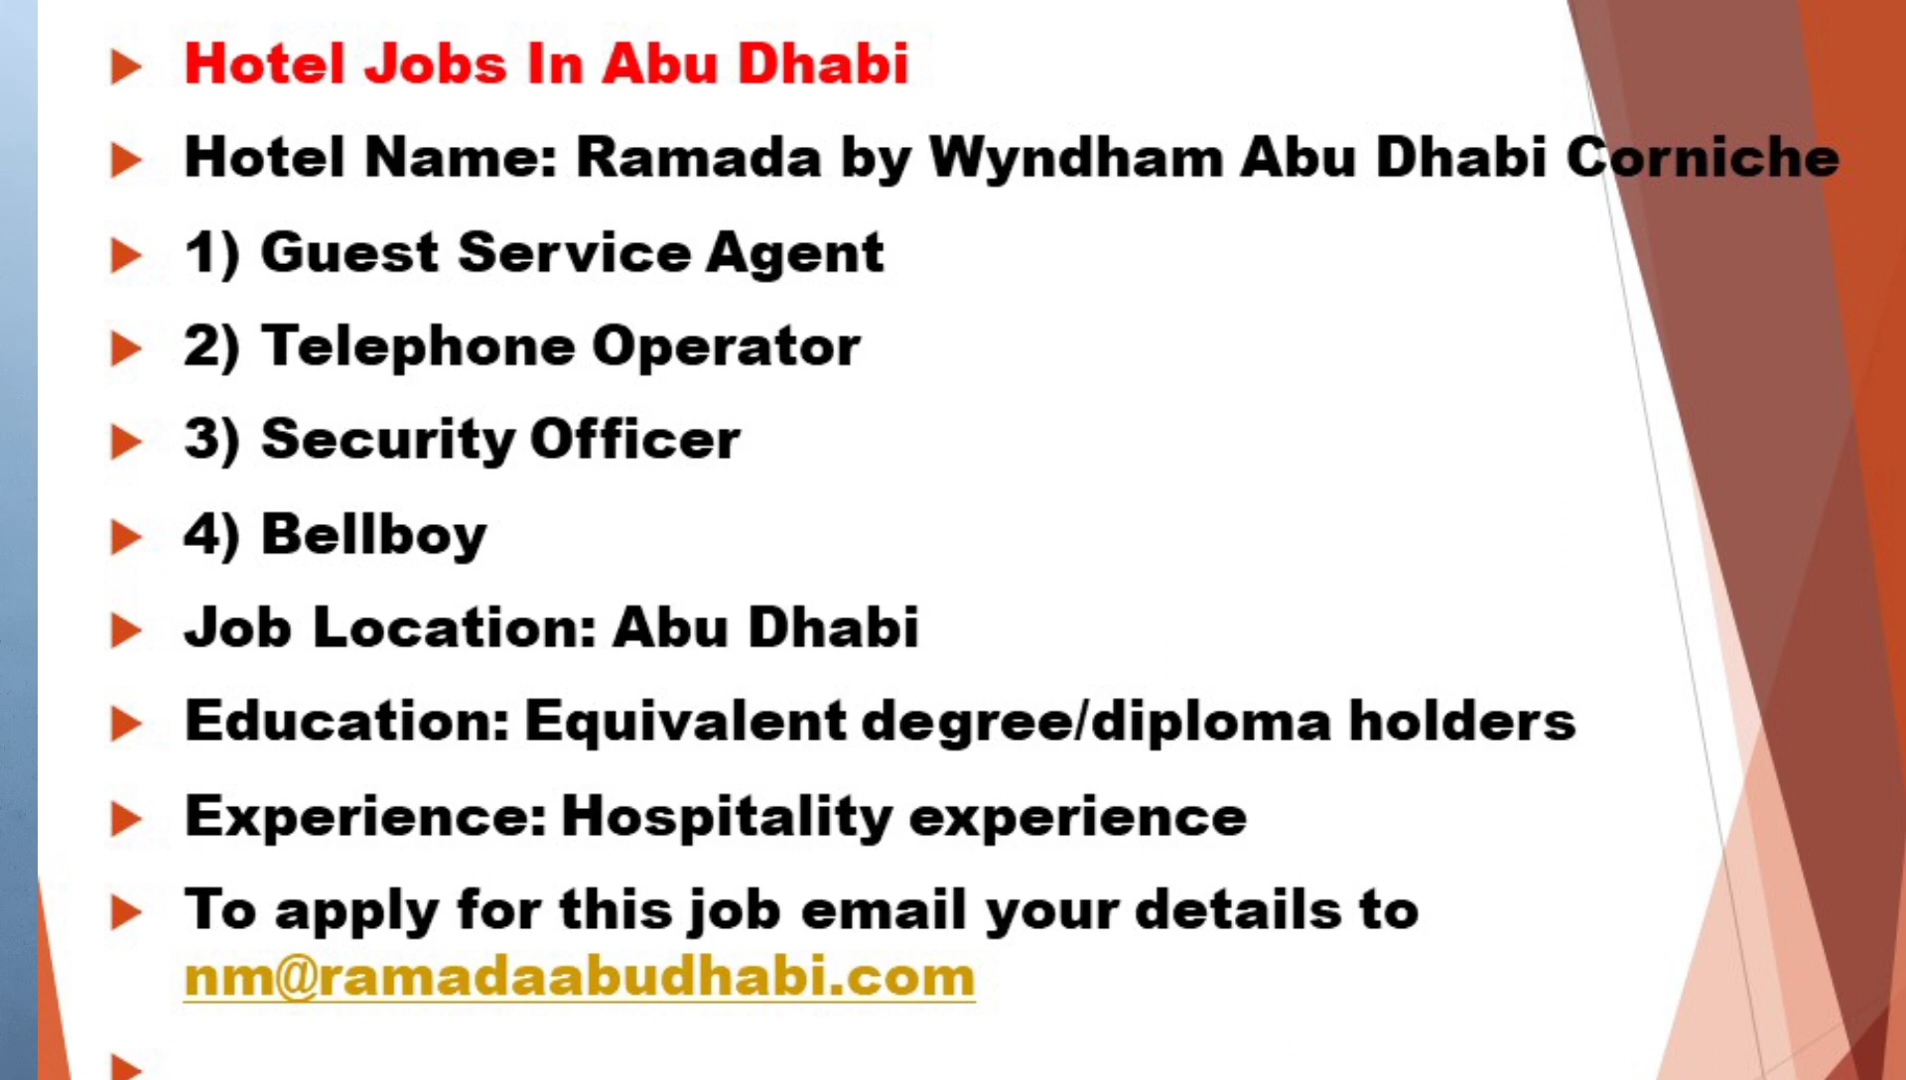 Hotel Jobs In Abu Dhabi
Hotel Name: Ramada by Wyndham Abu Dhabi Corniche
1) Guest Service Agent
2) Telephone Operator
3) Security Officer
4) Bellboy
Job Location: Abu Dhabi
Education: Equivalent degree/diploma holders
Experience: Hospitality experience
To apply for this job email your details to
nm@ramadaabudhabi.com